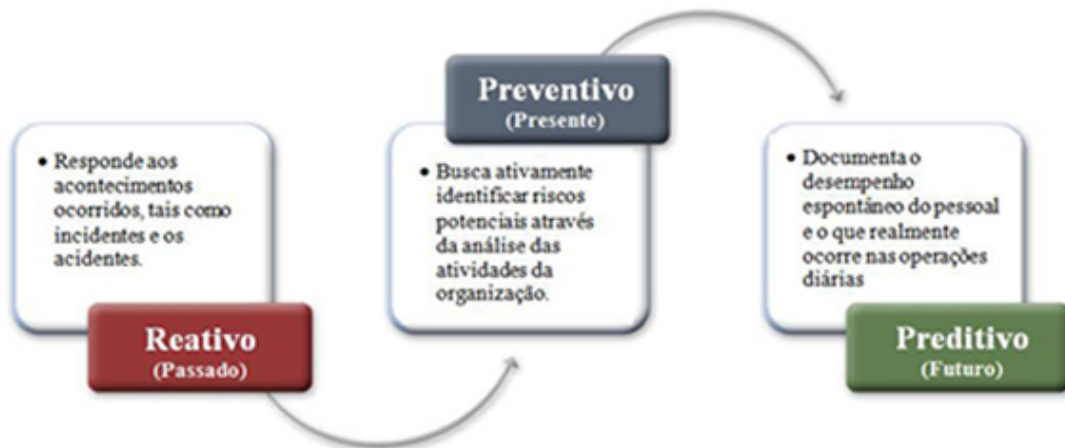 • Responde aos
acontecimentos
ocorridos, tais como
incidentes e os
acidentes.
Reativo
(Passado)
Preventivo
(Presente)
• Busca ativamente
identificar riscos
potenciais através
da análise das
atividades da
organização.
• Documenta o
desempenho
espontâneo do pessoal
e o que realmente
ocorre nas operações
diárias
Preditivo
(Futuro)